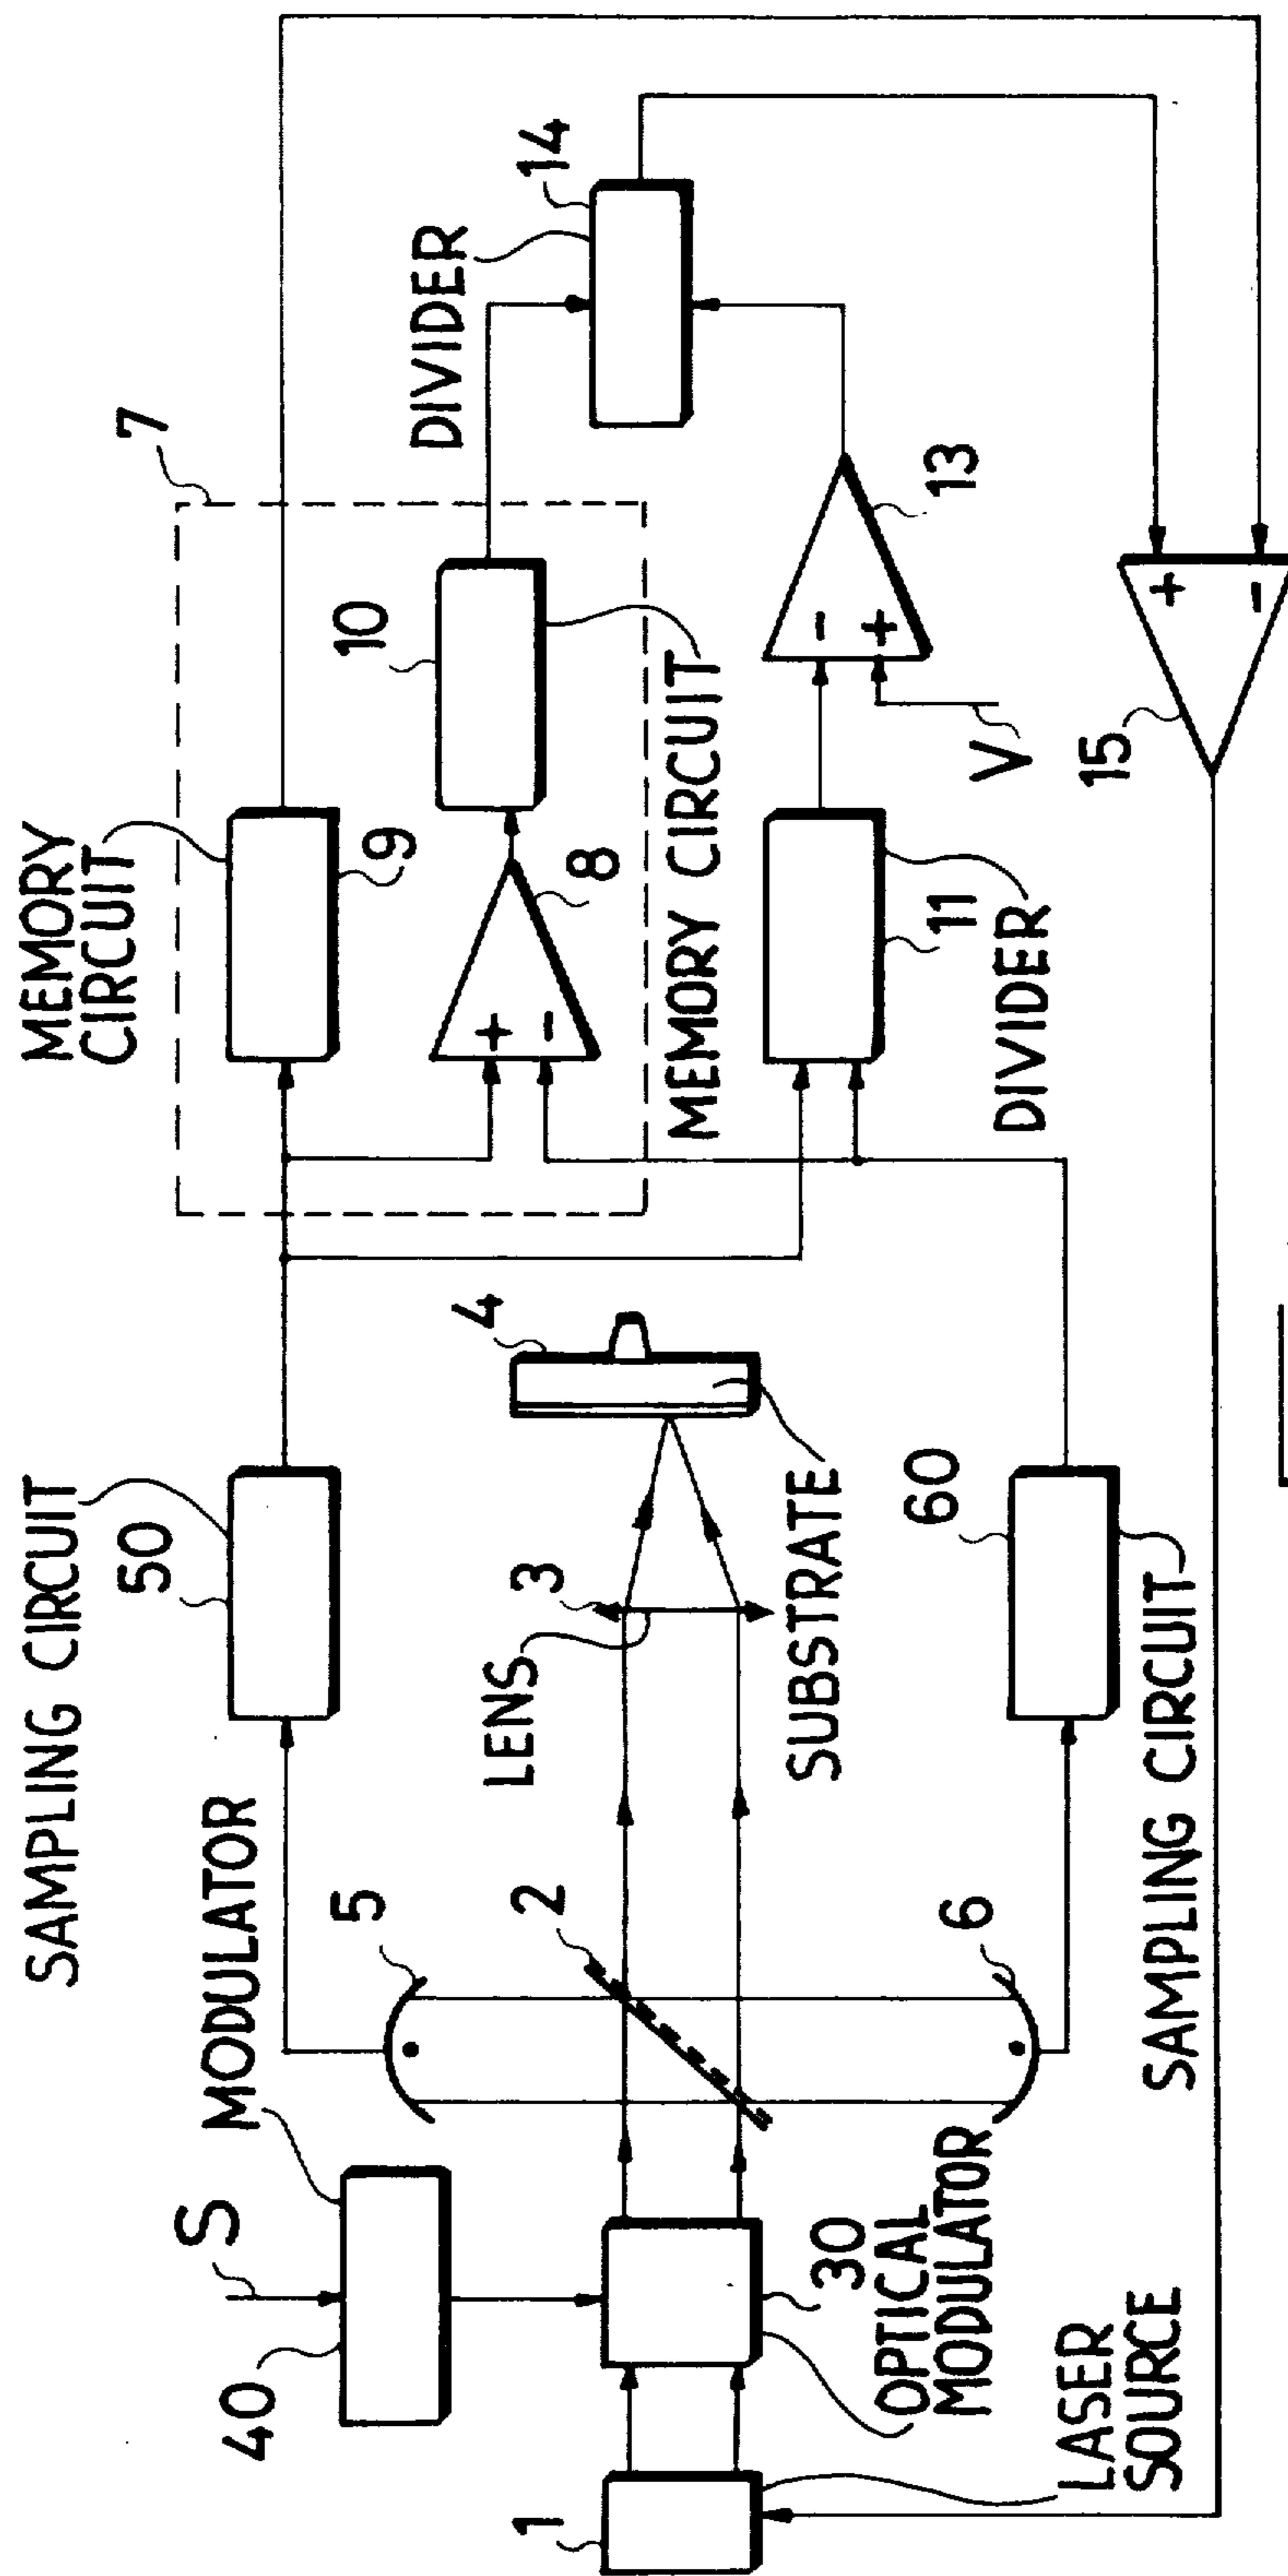 SAMPLING CIRCUIT
50
MEMORY
CIRCUIT
9
7
S
MODULATOR
40
5
10
8
DIVIDER
14
+
-
LENS
3
4
2
1
MEMORY CIRCUIT
SUBSTRATE
30
OPTICAL
MODULATOR
6
60
11
DIVIDER
-
+
13
V
LASER
SOURCE
SAMPLING CIRCUIT
15
+
-